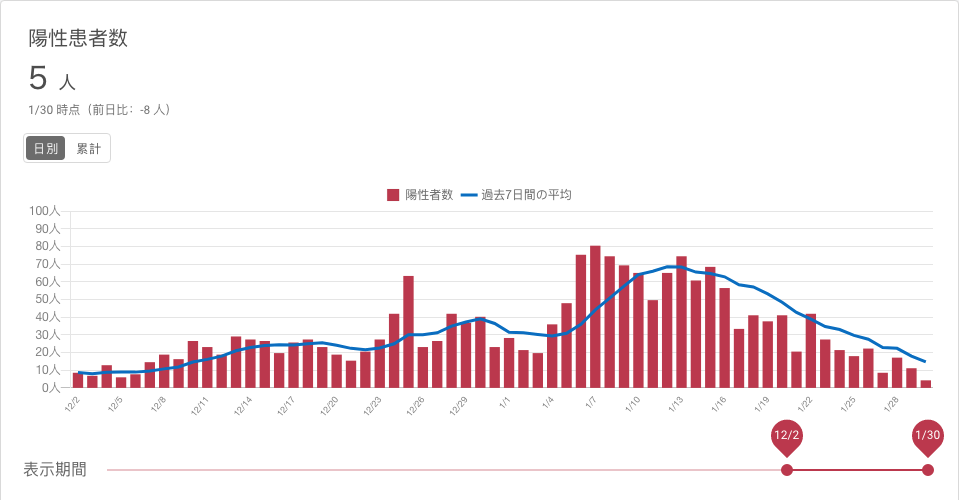 陽性患者数
5 人
1/30 時点（前日比：-8 人）
日別 累計
陽性者数 過去7日間の平均
100人
90人
80人
70人
60人
50人
40人
30人
20人
10人
0人
12/2 12/5 12/8 12/11 12/14 12/17 12/20 12/23 12/26 12/29 1/1 1/4 1/7 1/10 1/13 1/16 1/19 1/22 1/25 1/28
12/2 1/30
表示期間